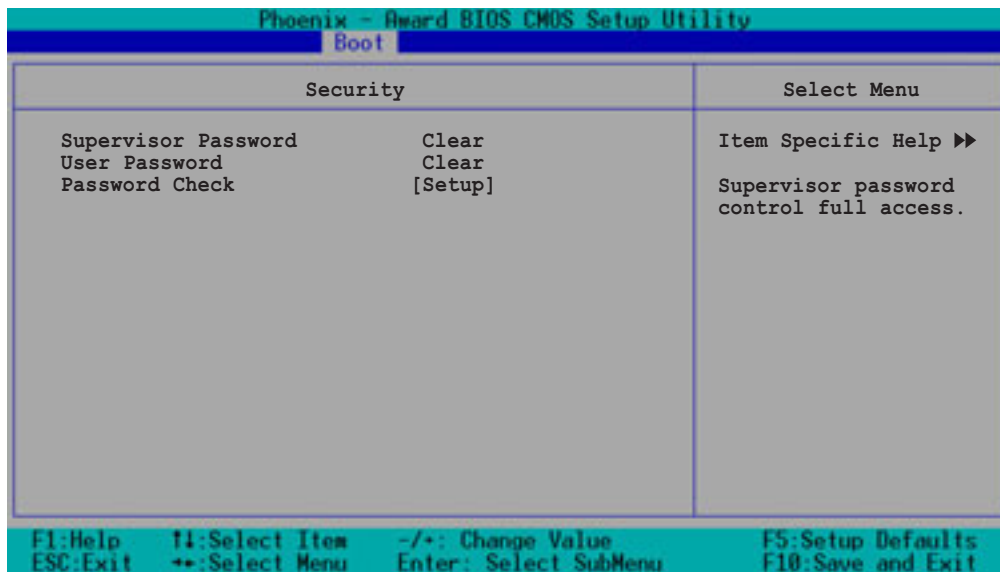 Phoenix - Award BIOS CMOS Setup Utility
Boot
Security
Select Menu
Supervisor Password Clear
User Password Clear
Password Check [Setup]
Item Specific Help ▶▶
Supervisor password
control full access.
F1:Help ↑↓:Select Item -/+: Change Value F5:Setup Defaults
ESC:Exit ←→:Select Menu Enter: Select SubMenu F10:Save and Exit